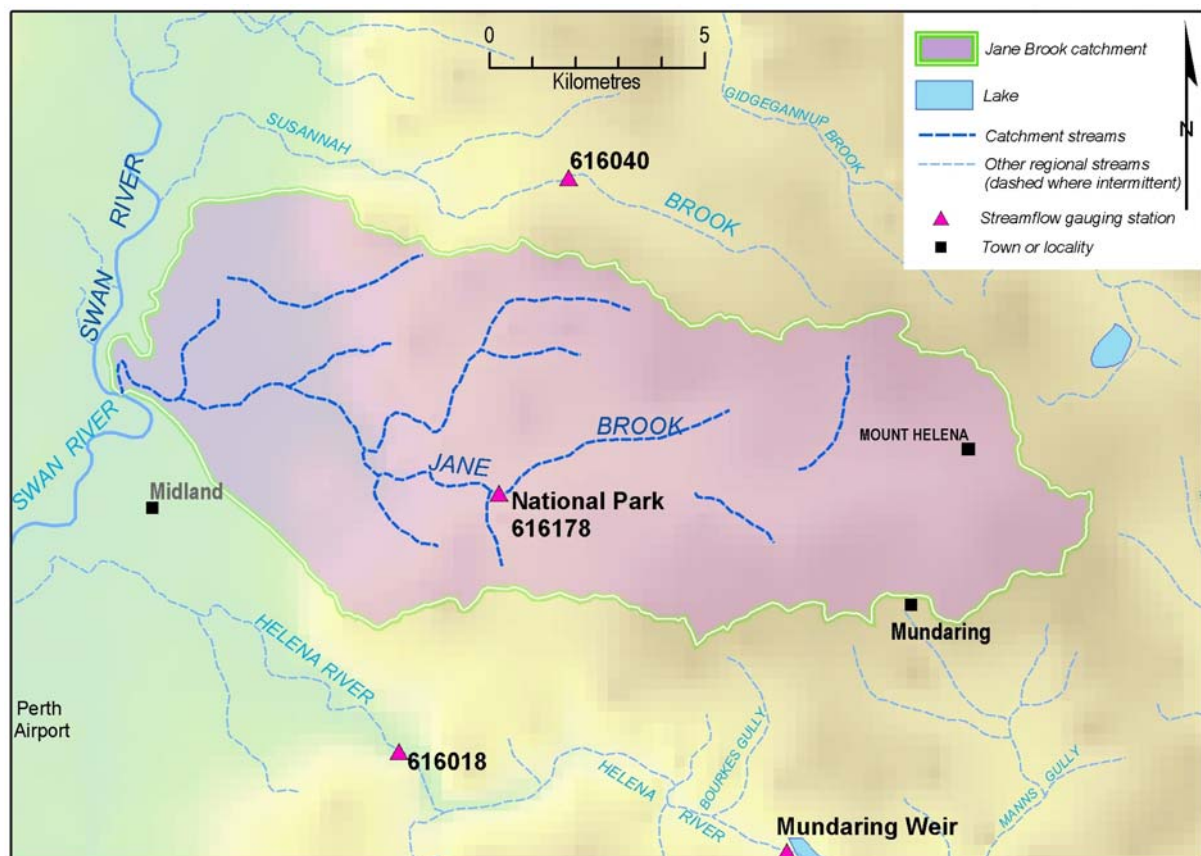 0 5
Kilometres
Jane Brook catchment
Lake
Catchment streams
Other regional streams
(dashed where intermittent)
Streamflow gauging station
Town or locality
N
GIDGEGANNUP
BROOK
SUSANNAH
616040
BROOK
SWAN
RIVER
SWAN RIVER
BROOK
JANE
MOUNT HELENA
Midland
National Park
616178
Mundaring
HELENA RIVER
Perth
Airport
616018
HELENA
RIVER
BOURKES GULLY
MANNS GULLY
Mundaring Weir